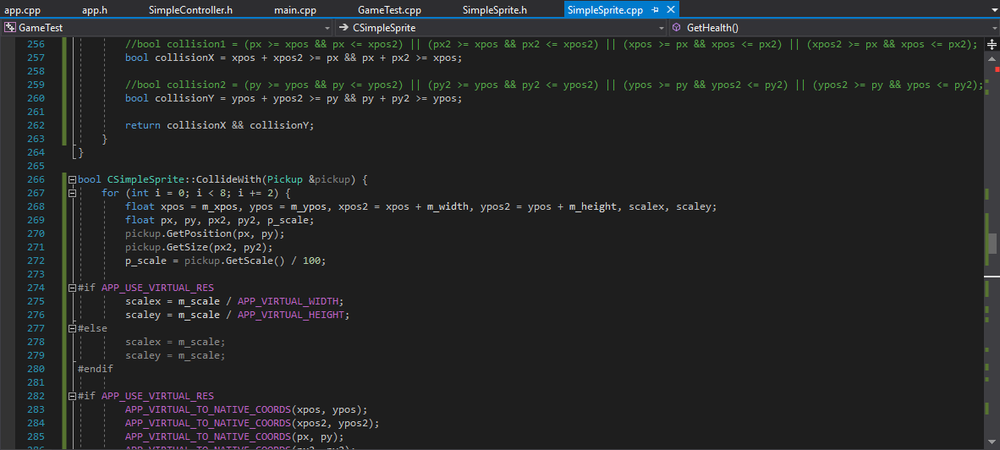 app.cpp app.h SimpleController.h main.cpp GameTest.cpp SimpleSprite.h SimpleSprite.cpp
GameTest CSimpleSprite GetHealth()
256 //bool collision1 = (px >= xpos && px <= xpos2) || (px2 >= xpos && px2 <= xpos2) || (xpos >= px && xpos <= px2) || (xpos2 >= px && xpos <= px2);
257 bool collisionX = xpos + xpos2 >= px && px + px2 >= xpos;
258
259 //bool collision2 = (py >= ypos && py <= ypos2) || (py2 >= ypos && py2 <= ypos2) || (ypos >= py && ypos2 <= py2) || (ypos2 >= py && ypos <= py2);
260 bool collisionY = ypos + ypos2 >= py && py + py2 >= ypos;
261
262 return collisionX && collisionY;
263 }
264 }
265
266 bool CSimpleSprite::CollideWith(Pickup &pickup) {
267 for (int i = 0; i < 8; i += 2) {
268 float xpos = m_xpos, ypos = m_ypos, xpos2 = xpos + m_width, ypos2 = ypos + m_height, scalex, scaley;
269 float px, py, px2, py2, p_scale;
270 pickup.GetPosition(px, py);
271 pickup.GetSize(px2, py2);
272 p_scale = pickup.GetScale() / 100;
273
274 #if APP_USE_VIRTUAL_RES
275 scalex = m_scale / APP_VIRTUAL_WIDTH;
276 scaley = m_scale / APP_VIRTUAL_HEIGHT;
277 #else
278 scalex = m_scale;
279 scaley = m_scale;
280 #endif
281
282 #if APP_USE_VIRTUAL_RES
283 APP_VIRTUAL_TO_NATIVE_COORDS(xpos, ypos);
284 APP_VIRTUAL_TO_NATIVE_COORDS(xpos2, ypos2);
285 APP_VIRTUAL_TO_NATIVE_COORDS(px, py);
286 APP_VIRTUAL_TO_NATIVE_COORDS(px2, py2);